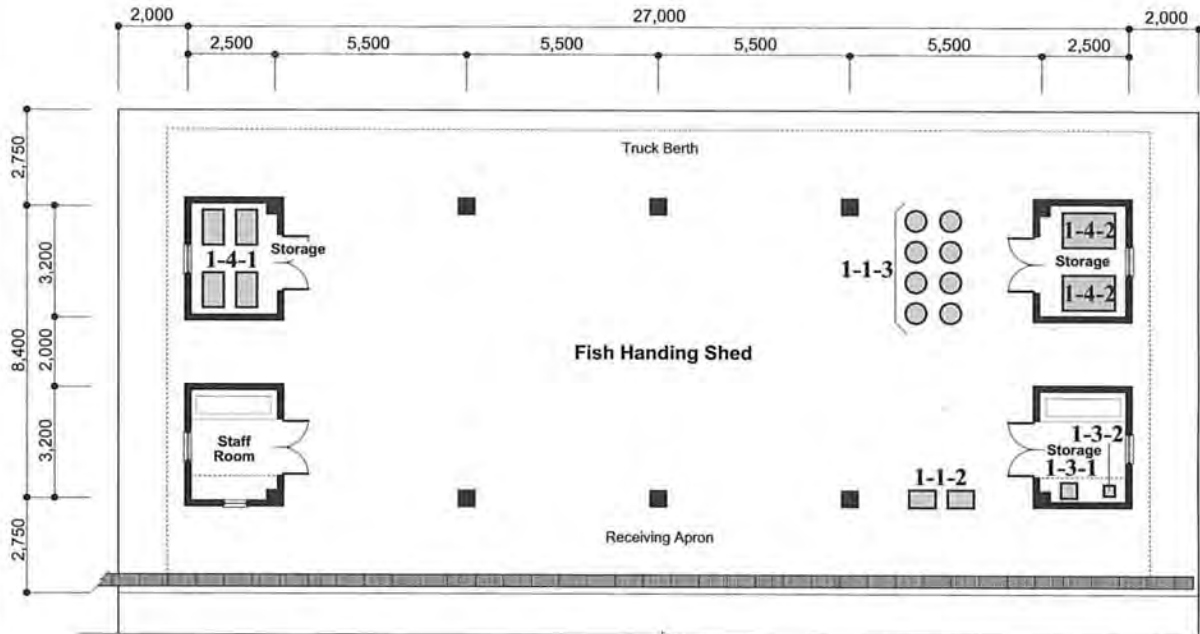 2,000
27,000
2,000
2,500
5,500
5,500
5,500
5,500
2,500
2,750
3,200
8,400
2,000
3,200
2,750
Truck Berth
Storage
1-4-1
1-1-3
1-4-2
Storage
1-4-2
Fish Handing Shed
Staff
Room
1-1-2
1-3-2
Storage
1-3-1
Receiving Apron